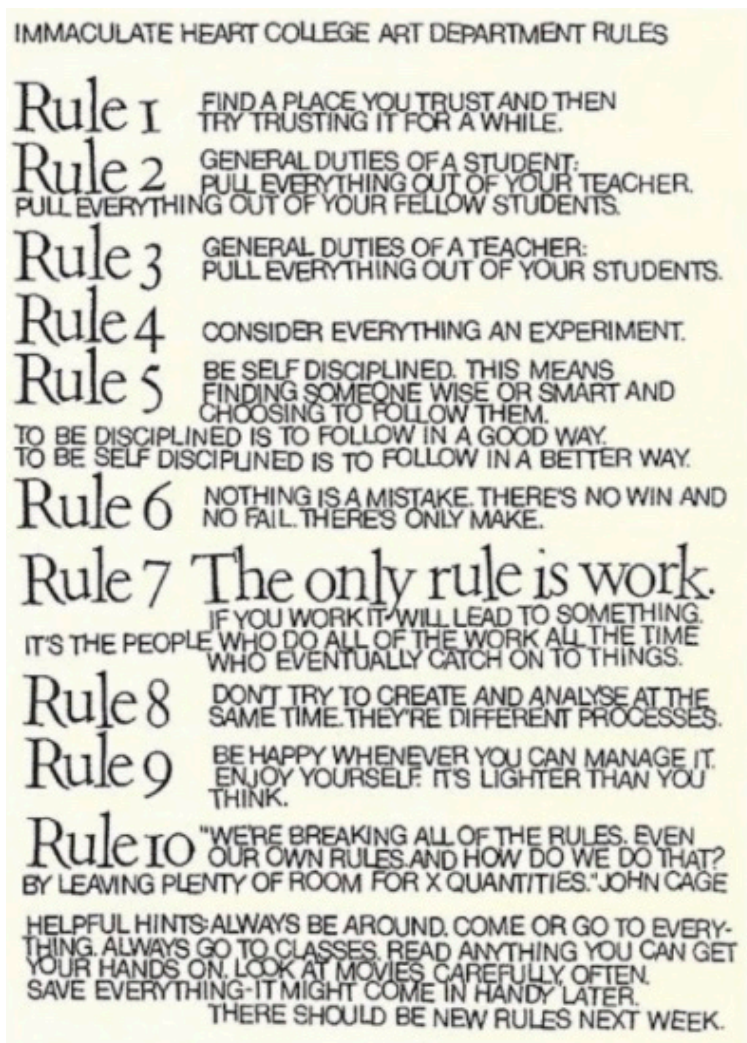 IMMACULATE HEART COLLEGE ART DEPARTMENT RULES
Rule 1 FIND A PLACE YOU TRUST AND THEN
TRY TRUSTING IT FOR A WHILE.
Rule 2 GENERAL DUTIES OF A STUDENT:
PULL EVERYTHING OUT OF YOUR TEACHER.
PULL EVERYTHING OUT OF YOUR FELLOW STUDENTS.
Rule 3 GENERAL DUTIES OF A TEACHER:
PULL EVERYTHING OUT OF YOUR STUDENTS.
Rule 4 CONSIDER EVERYTHING AN EXPERIMENT.
Rule 5 BE SELF DISCIPLINED. THIS MEANS
FINDING SOMEONE WISE OR SMART AND
CHOOSING TO FOLLOW THEM.
TO BE DISCIPLINED IS TO FOLLOW IN A GOOD WAY.
TO BE SELF DISCIPLINED IS TO FOLLOW IN A BETTER WAY.
Rule 6 NOTHING IS A MISTAKE. THERE'S NO WIN AND
NO FAIL. THERE'S ONLY MAKE.
Rule 7 The only rule is work.
IF YOU WORK IT WILL LEAD TO SOMETHING.
IT'S THE PEOPLE WHO DO ALL OF THE WORK ALL THE TIME
WHO EVENTUALLY CATCH ON TO THINGS.
Rule 8 DON'T TRY TO CREATE AND ANALYSE AT THE
SAME TIME. THEY'RE DIFFERENT PROCESSES.
Rule 9 BE HAPPY WHENEVER YOU CAN MANAGE IT.
ENJOY YOURSELF. IT'S LIGHTER THAN YOU
THINK.
Rule 10 "WE'RE BREAKING ALL OF THE RULES. EVEN
OUR OWN RULES. AND HOW DO WE DO THAT?
BY LEAVING PLENTY OF ROOM FOR X QUANTITIES." JOHN CAGE
HELPFUL HINTS: ALWAYS BE AROUND. COME OR GO TO EVERY-
THING. ALWAYS GO TO CLASSES. READ ANYTHING YOU CAN GET
YOUR HANDS ON. LOOK AT MOVIES CAREFULLY, OFTEN.
SAVE EVERYTHING-IT MIGHT COME IN HANDY LATER.
THERE SHOULD BE NEW RULES NEXT WEEK.